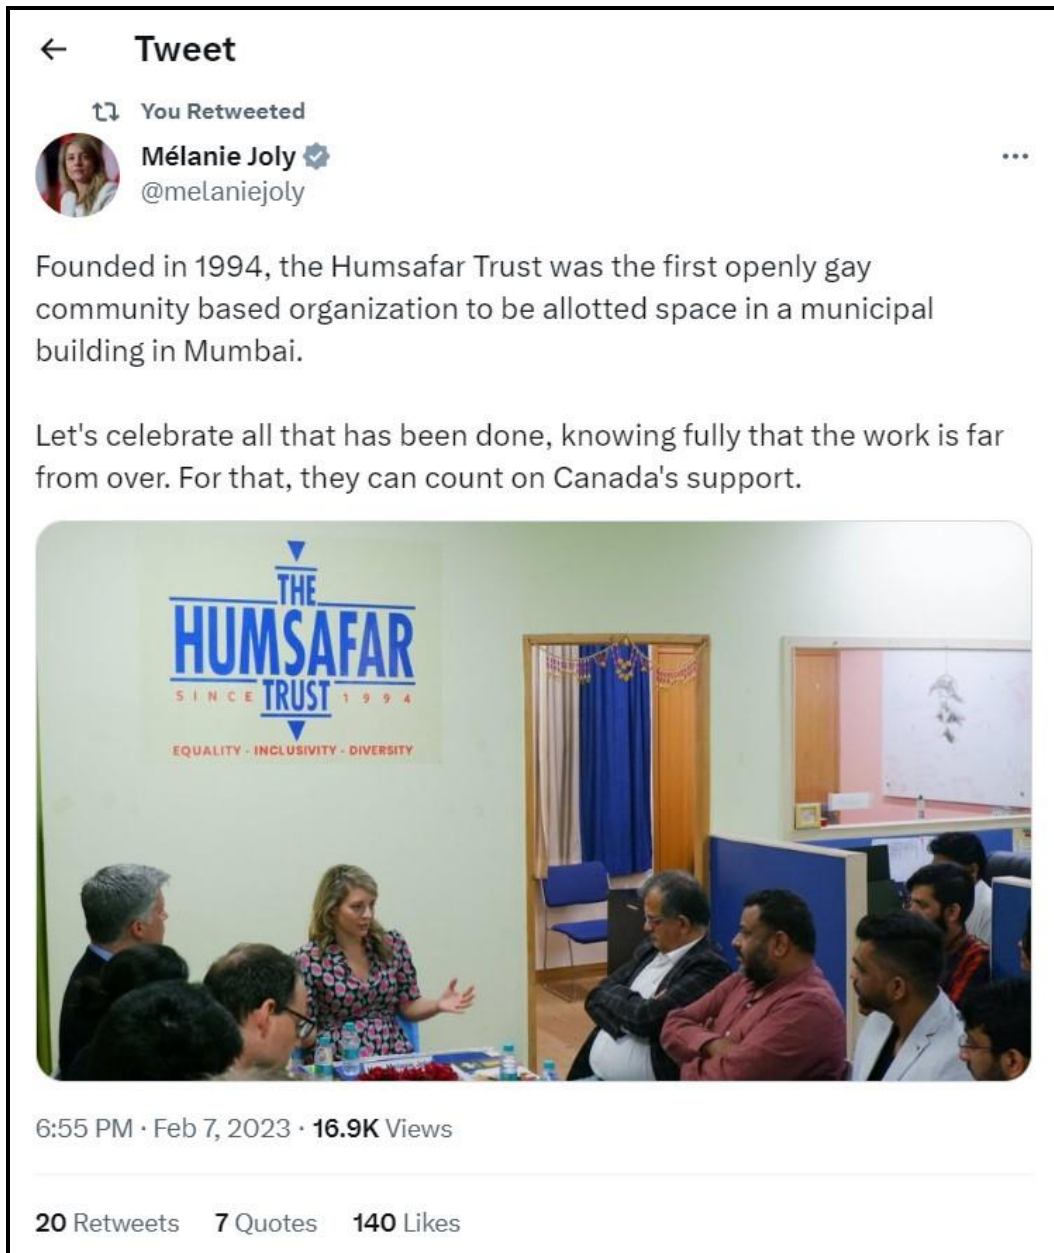 Tweet
You Retweeted
Mélanie Joly
@melaniejoly
Founded in 1994, the Humsafar Trust was the first openly gay
community based organization to be allotted space in a municipal
building in Mumbai.
Let's celebrate all that has been done, knowing fully that the work is far
from over. For that, they can count on Canada's support.
THE
HUMSAFAR
SINCE TRUST 1994
EQUALITY - INCLUSIVITY - DIVERSITY
6:55 PM · Feb 7, 2023 · 16.9K Views
20 Retweets 7 Quotes 140 Likes